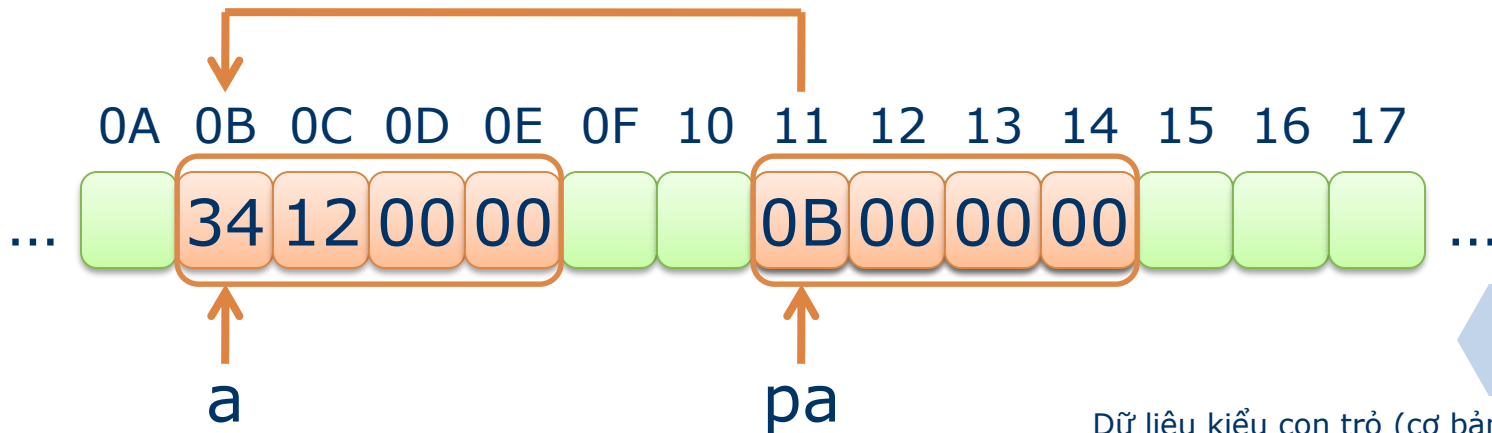 0A 0B 0C 0D 0E 0F 10 11 12 13 14 15 16 17
... 34 12 00 00 0B 00 00 00 ...
a pa
Dữ liệu kiểu con trỏ (cơ bản